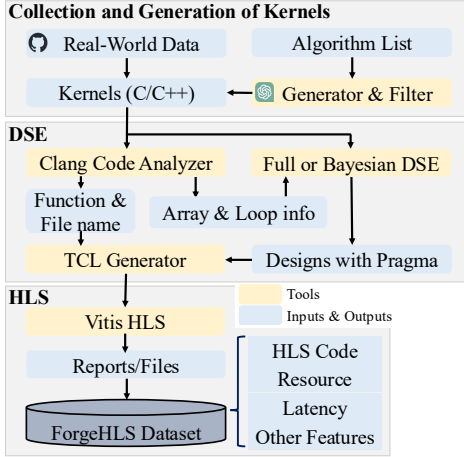 Collection and Generation of Kernels
Real-World Data
Algorithm List
Kernels (C/C++)
Generator & Filter
DSE
Clang Code Analyzer
Full or Bayesian DSE
Function &
File name
Array & Loop info
TCL Generator
Designs with Pragma
HLS
Tools
Inputs & Outputs
Vitis HLS
Reports/Files
ForgeHLS Dataset
HLS Code
Resource
Latency
Other Features